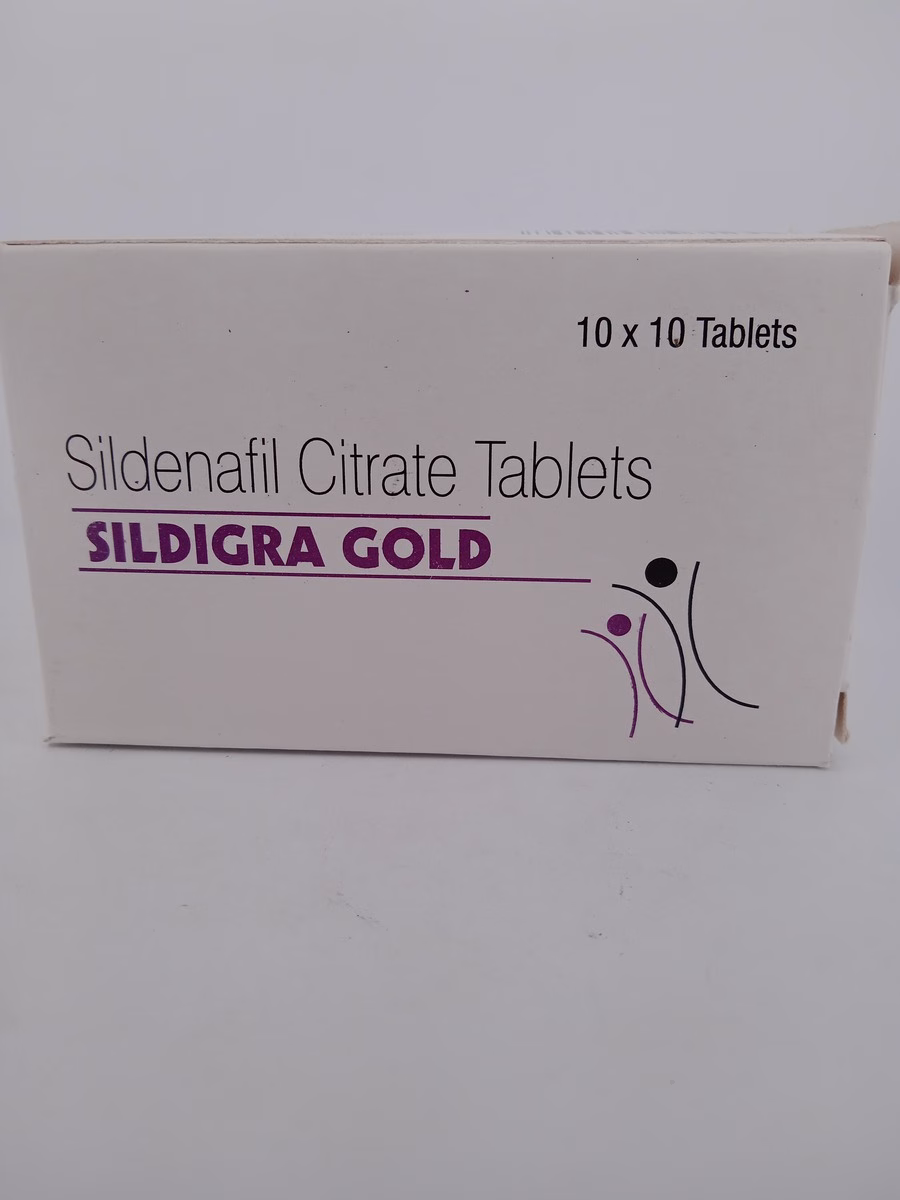 10 x 10 Tablets
Sildenafil Citrate Tablets
SILDIGRA GOLD